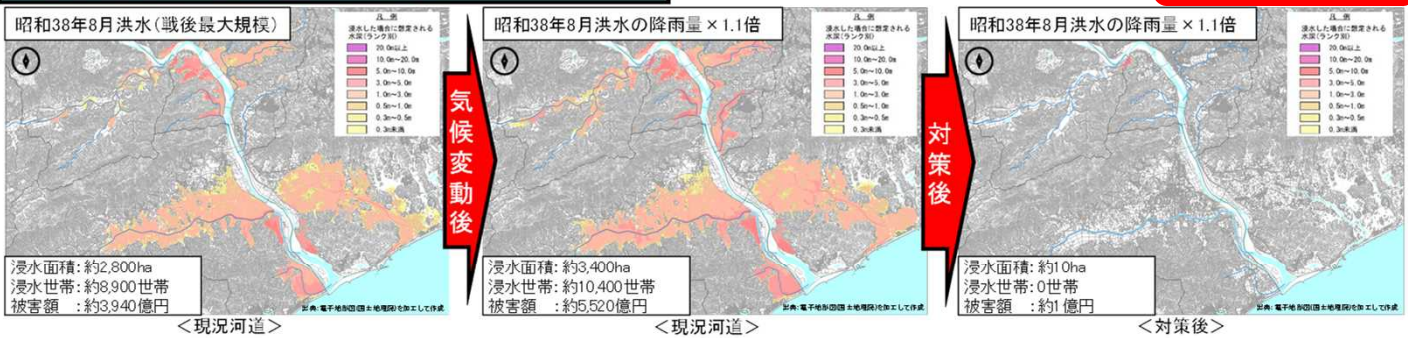 昭和38年8月洪水(戦後最大規模)
凡 例
浸水した場合に想定される
水深(ランク別)
20.0m以上
10.0m~20.0m
5.0m~10.0m
3.0m~5.0m
1.0m~3.0m
0.5m~1.0m
0.3m~0.5m
0.3m未満
浸水面積:約2,800ha
浸水世帯:約8,900世帯
被害額 :約3,940億円
出典:電子地形図(国土地理院)を加工して作成
<現況河道>
気候変動後
昭和38年8月洪水の降雨量×1.1倍
凡 例
浸水した場合に想定される
水深(ランク別)
20.0m以上
10.0m~20.0m
5.0m~10.0m
3.0m~5.0m
1.0m~3.0m
0.5m~1.0m
0.3m~0.5m
0.3m未満
浸水面積:約3,400ha
浸水世帯:約10,400世帯
被害額 :約5,520億円
出典:電子地形図(国土地理院)を加工して作成
<現況河道>
対策後
昭和38年8月洪水の降雨量×1.1倍
凡 例
浸水した場合に想定される
水深(ランク別)
20.0m以上
10.0m~20.0m
5.0m~10.0m
3.0m~5.0m
1.0m~3.0m
0.5m~1.0m
0.3m~0.5m
0.3m未満
浸水面積:約10ha
浸水世帯:0世帯
被害額 :約1億円
出典:電子地形図(国土地理院)を加工して作成
<対策後>